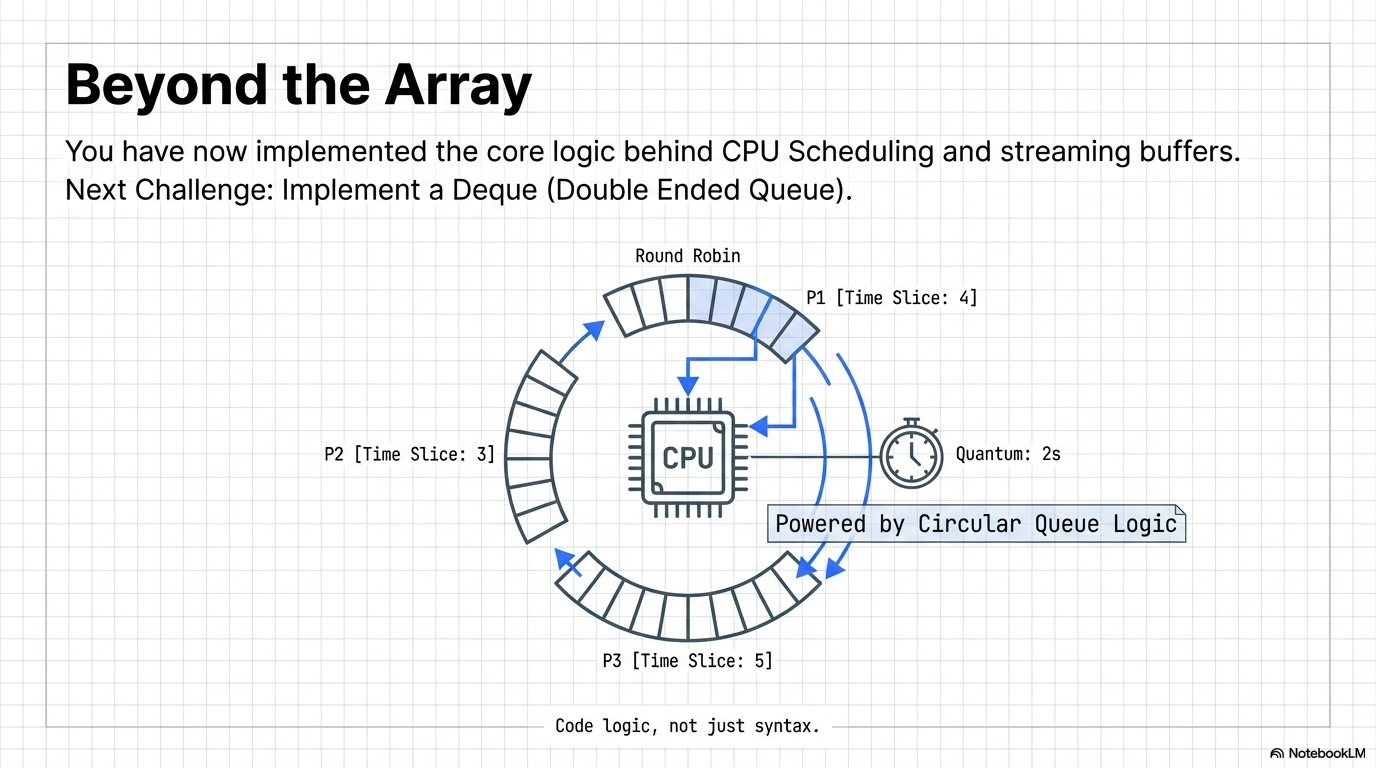 Beyond the Array
You have now implemented the core logic behind CPU Scheduling and streaming buffers.
Next Challenge: Implement a Deque (Double Ended Queue).
Round Robin
P1 [Time Slice: 4]
P2 [Time Slice: 3]
CPU
Quantum: 2s
Powered by Circular Queue Logic
P3 [Time Slice: 5]
Code logic, not just syntax.
NotebookLM